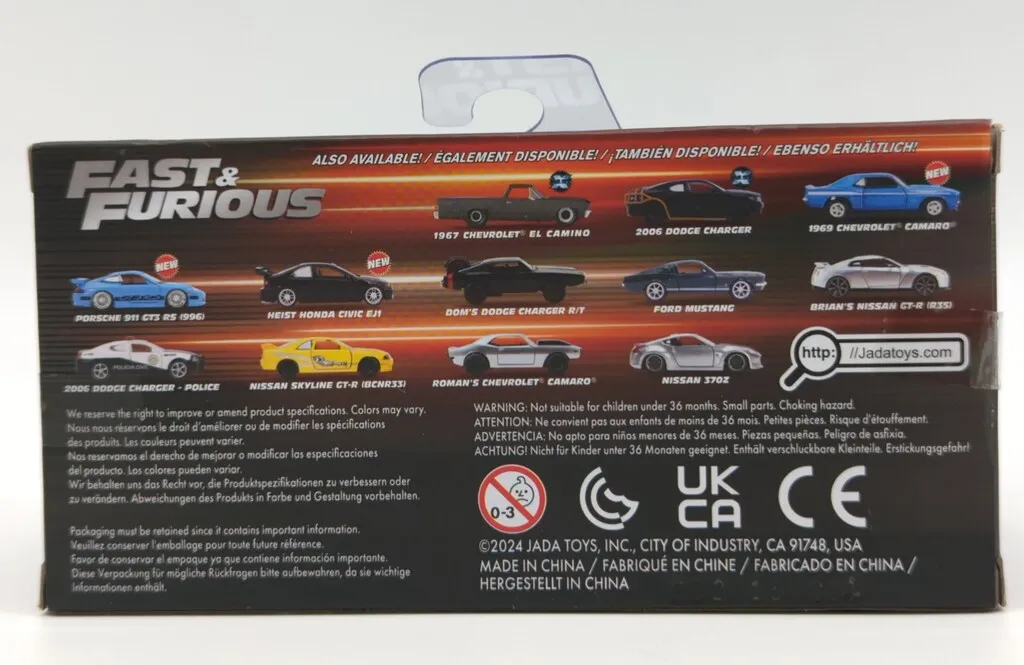 FAST & FURIOUS
ALSO AVAILABLE! / ÉGALEMENT DISPONIBLE! / ¡TAMBIÉN DISPONIBLE! / EBENSO ERHÄLTLICH!
1967 CHEVROLET® EL CAMINO
2006 DODGE CHARGER
NEW
1969 CHEVROLET® CAMARO®
NEW
PORSCHE 911 GT3 RS (996)
NEW
HEIST HONDA CIVIC EJ1
DOM'S DODGE CHARGER R/T
FORD MUSTANG
BRIAN'S NISSAN GT-R (R35)
2006 DODGE CHARGER - POLICE
NISSAN SKYLINE GT-R (BCNR33)
ROMAN'S CHEVROLET® CAMARO®
NISSAN 370Z
http: //Jadatoys.com
We reserve the right to improve or amend product specifications. Colors may vary.
Nous nous réservons le droit d'améliorer ou de modifier les spécifications
des produits. Les couleurs peuvent varier.
Nos reservamos el derecho de mejorar o modificar las especificaciones
del producto. Los colores pueden variar.
Wir behalten uns das Recht vor, die Produktspezifikationen zu verbessern oder
zu verändern. Abweichungen des Produkts in Farbe und Gestaltung vorbehalten.
Packaging must be retained since it contains important information.
Veuillez conserver l'emballage pour toute future référence.
Favor de conservar el empaque ya que contiene información importante.
Diese Verpackung für mögliche Rückfragen bitte aufbewahren, da sie wichtige
Informationen enthält.
WARNING: Not suitable for children under 36 months. Small parts. Choking hazard.
ATTENTION: Ne convient pas aux enfants de moins de 36 mois. Petites pièces. Risque d'étouffement.
ADVERTENCIA: No apto para niños menores de 36 meses. Piezas pequeñas. Peligro de asfixia.
ACHTUNG! Nicht für Kinder unter 36 Monaten geeignet. Enthält verschluckbare Kleinteile. Erstickungsgefahr!
0-3
UK
CA
CE
©2024 JADA TOYS, INC., CITY OF INDUSTRY, CA 91748, USA
MADE IN CHINA / FABRIQUÉ EN CHINE / FABRICADO EN CHINA /
HERGESTELLT IN CHINA